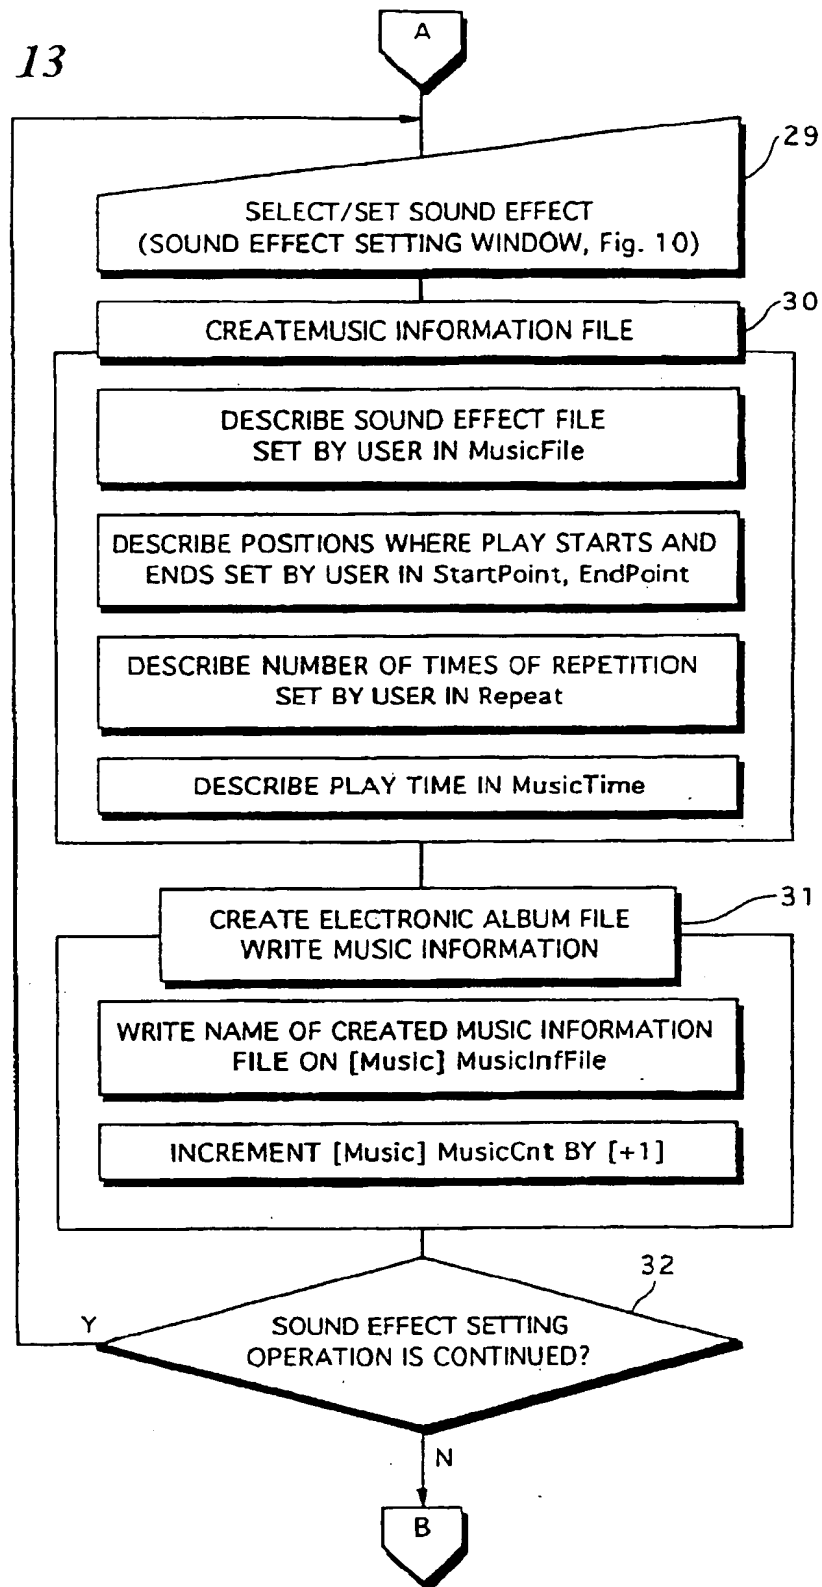 A
13
29
SELECT/SET SOUND EFFECT
(SOUND EFFECT SETTING WINDOW, Fig. 10)
30
CREATEMUSIC INFORMATION FILE
DESCRIBE SOUND EFFECT FILE
SET BY USER IN MusicFile
DESCRIBE POSITIONS WHERE PLAY STARTS AND
ENDS SET BY USER IN StartPoint, EndPoint
DESCRIBE NUMBER OF TIMES OF REPETITION
SET BY USER IN Repeat
DESCRIBE PLAY TIME IN MusicTime
31
CREATE ELECTRONIC ALBUM FILE
WRITE MUSIC INFORMATION
WRITE NAME OF CREATED MUSIC INFORMATION
FILE ON [Music] MusicInfFile
INCREMENT [Music] MusicCnt BY [+1]
32
Y
SOUND EFFECT SETTING
OPERATION IS CONTINUED?
N
B